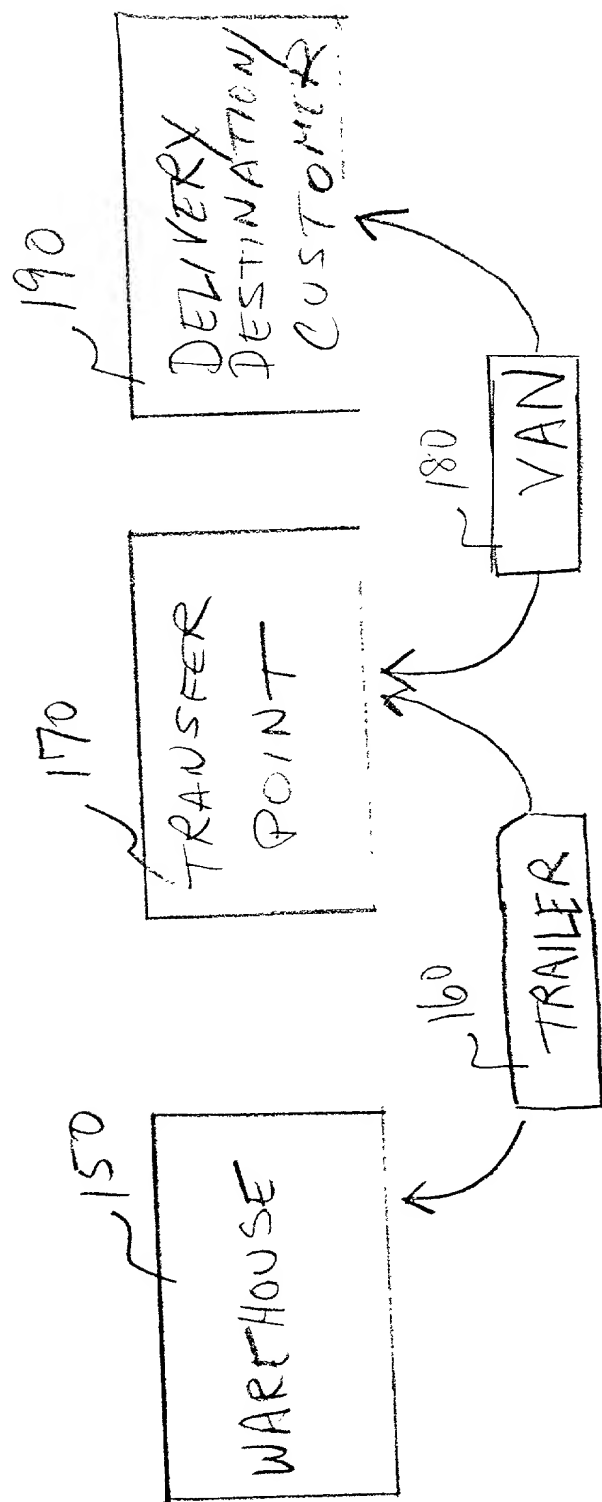 150
WAREHOUSE
160
TRAILER
170
TRANSFER
POINT
180
VAN
190
DELIVERY
DESTINATION/
CUSTOMER